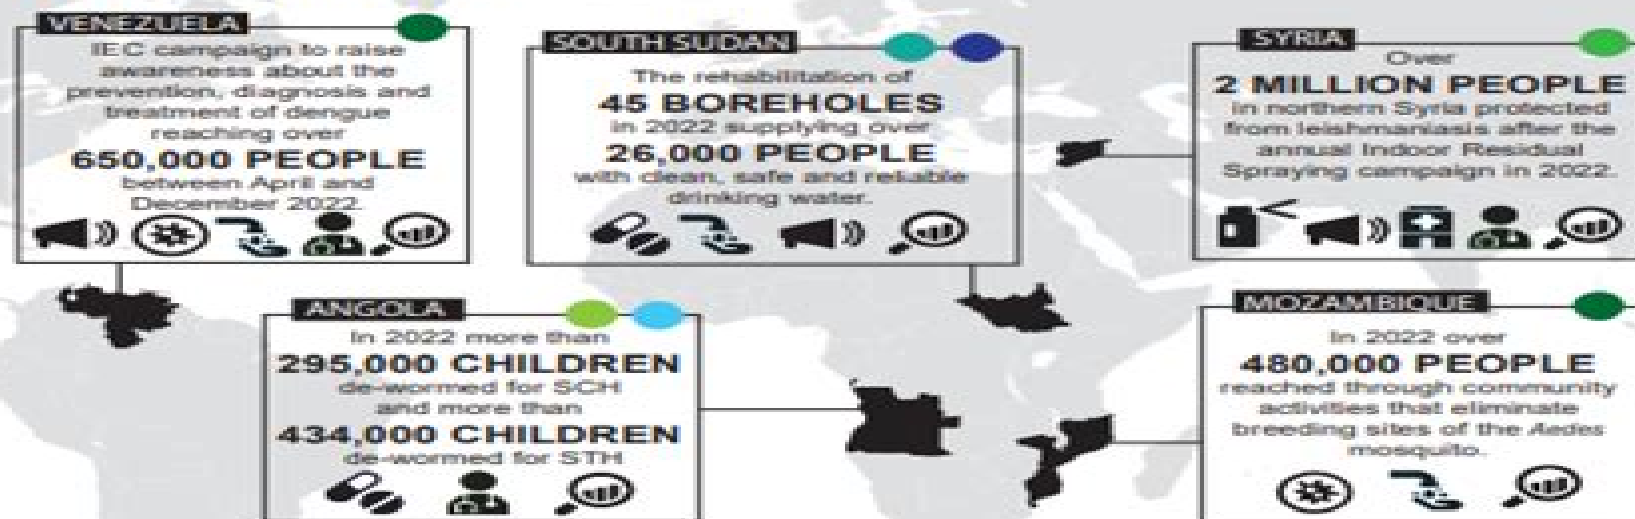 VENEZUELA
IEC campaign to raise
awareness about the
prevention, diagnosis and
treatment of dengue
reaching over
650,000 PEOPLE
between April and
December 2022.
SOUTH SUDAN
The rehabilitation of
45 BOREHOLES
in 2022 supplying over
26,000 PEOPLE
with clean, safe and reliable
drinking water.
SYRIA
Over
2 MILLION PEOPLE
in northern Syria protected
from leishmaniasis after the
annual Indoor Residual
Spraying campaign in 2022.
ANGOLA
In 2022 more than
295,000 CHILDREN
de-wormed for SCH
and more than
434,000 CHILDREN
de-wormed for STH
MOZAMBIQUE
In 2022 over
480,000 PEOPLE
reached through community
activities that eliminate
breeding sites of the Aedes
mosquito.